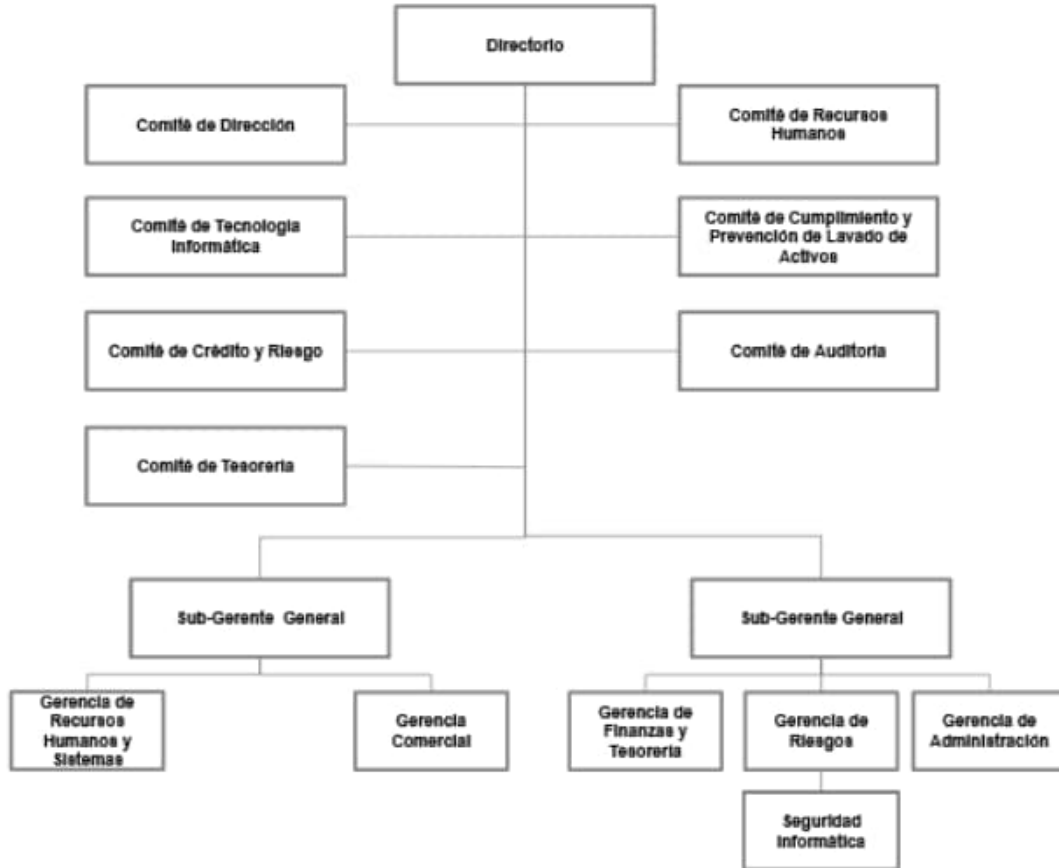 Directorio
Comité de Dirección
Comité de Recursos
Humanos
Comité de Tecnología
Informática
Comité de Cumplimiento y
Prevención de Lavado de
Activos
Comité de Crédito y Riesgo
Comité de Auditoría
Comité de Tesorería
Sub-Gerente General
Sub-Gerente General
Gerencia de
Recursos
Humanos y
Sistemas
Gerencia
Comercial
Gerencia de
Finanzas y
Tesorería
Gerencia de
Riesgos
Gerencia de
Administración
Seguridad
Informática